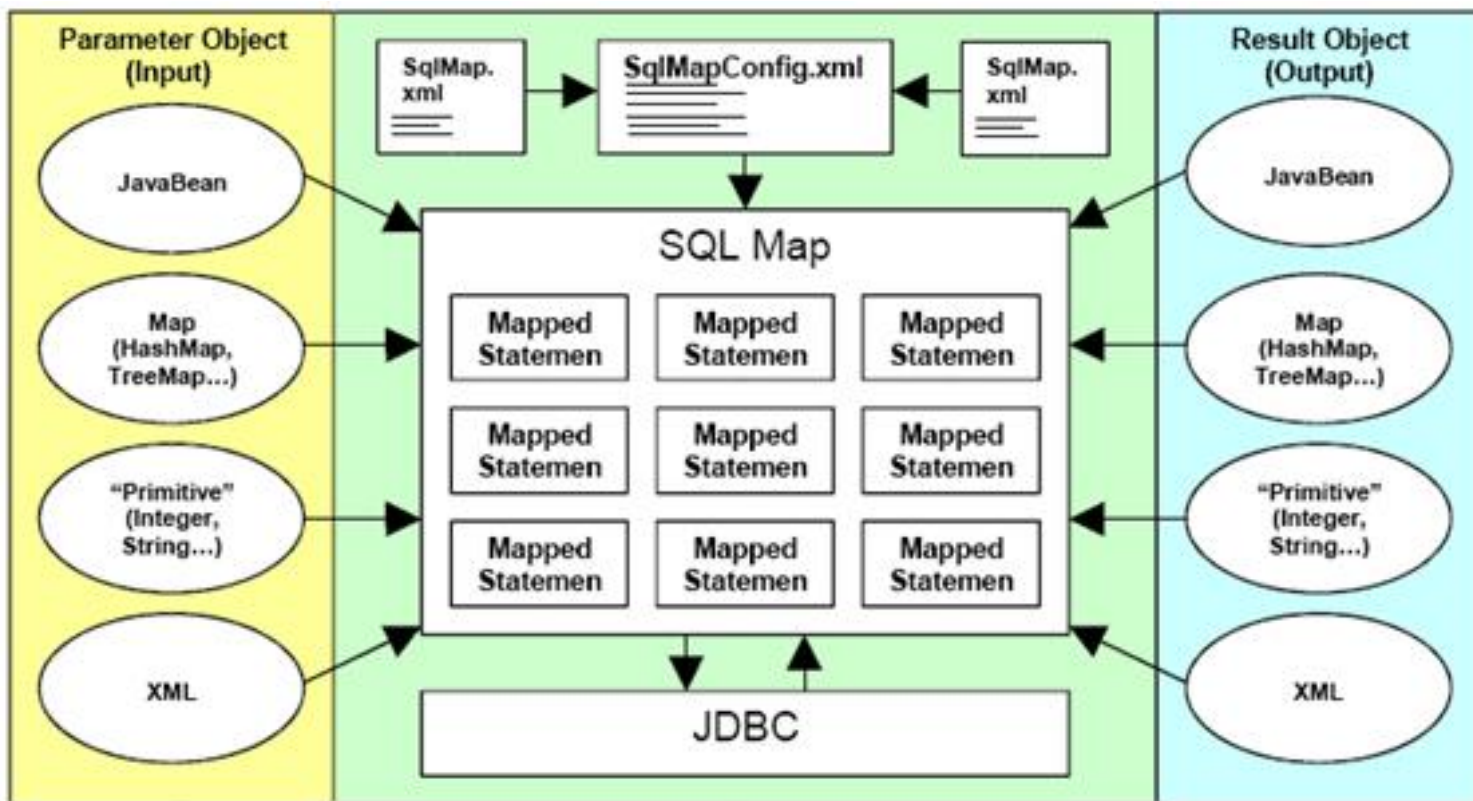 Parameter Object
(Input)
JavaBean
Map
(HashMap,
TreeMap...)
“Primitive”
(Integer,
String...)
XML
SqlMap.
xml
SqlMapConfig.xml
SqlMap.
xml
SQL Map
Mapped
Statemen
Mapped
Statemen
Mapped
Statemen
Mapped
Statemen
Mapped
Statemen
Mapped
Statemen
Mapped
Statemen
Mapped
Statemen
Mapped
Statemen
JDBC
Result Object
(Output)
JavaBean
Map
(HashMap,
TreeMap...)
“Primitive”
(Integer,
String...)
XML